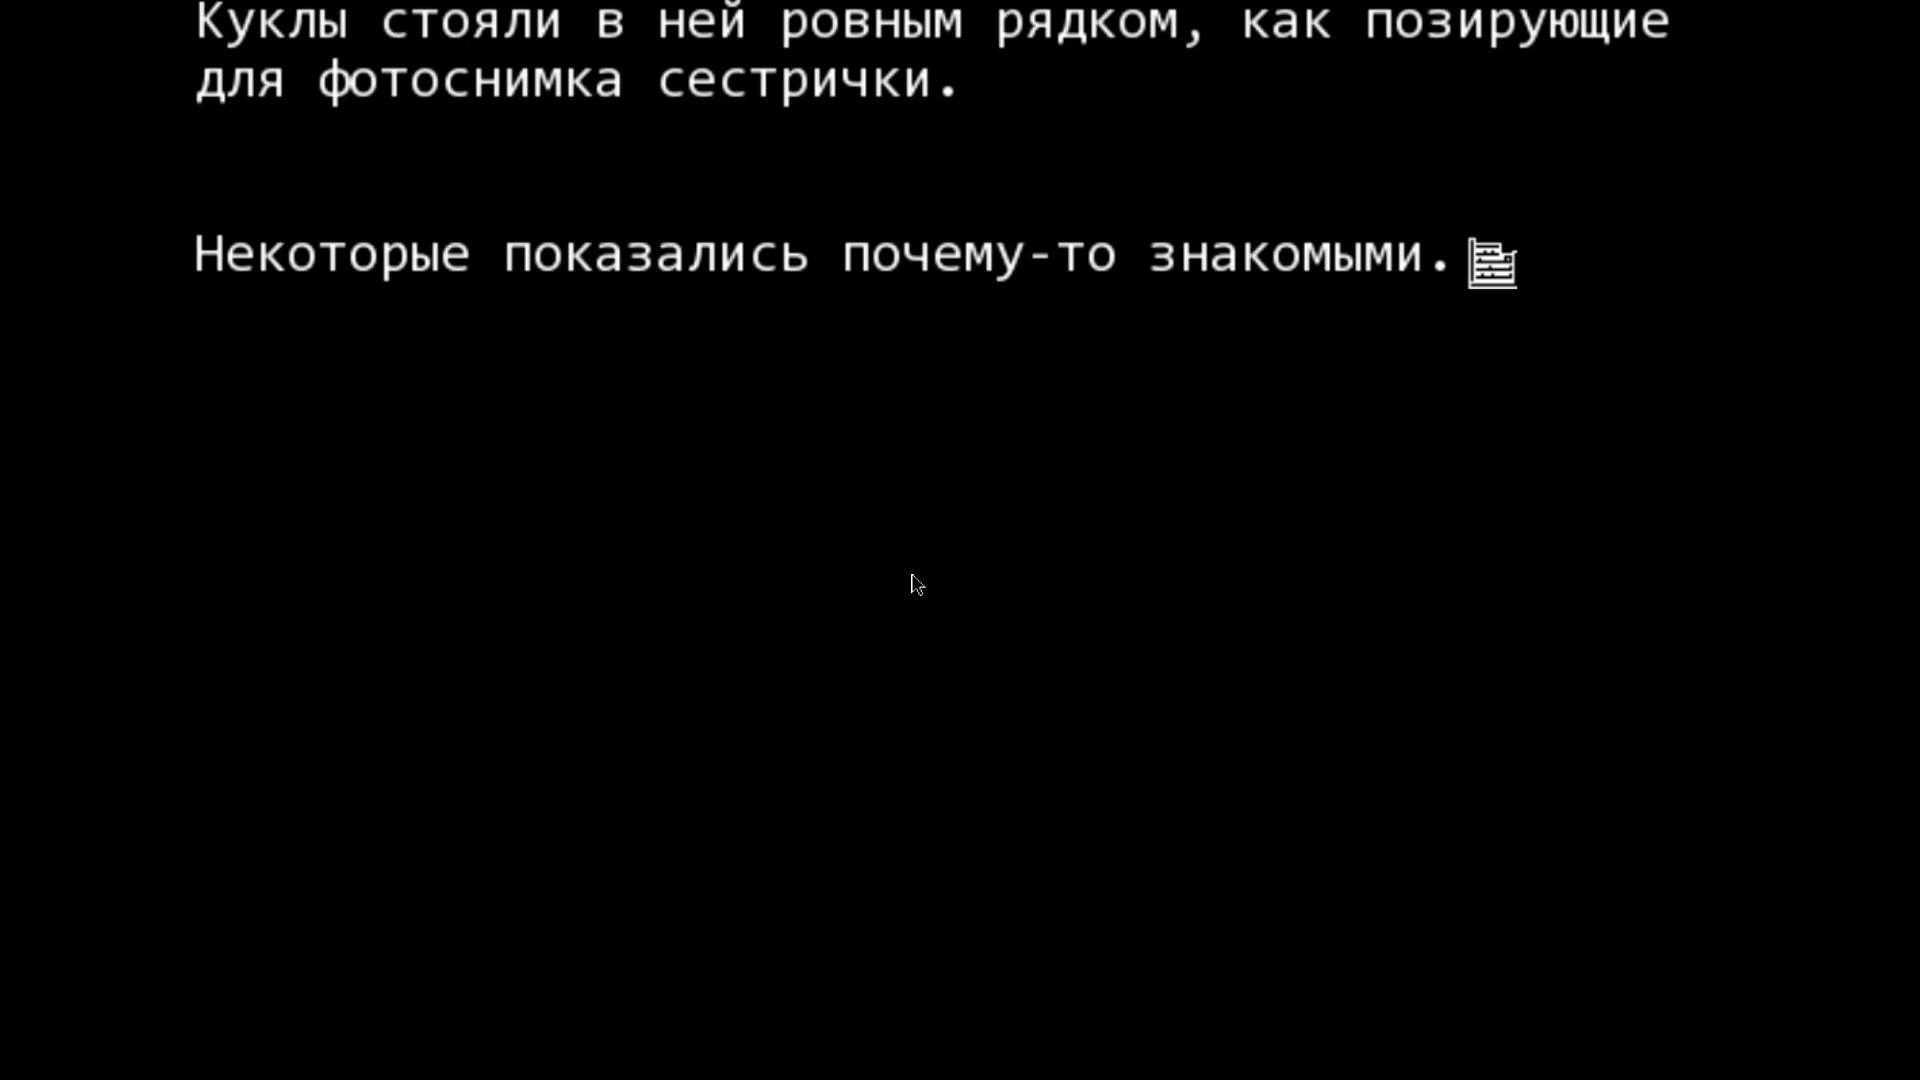 Куклы стояли в ней ровным рядком, как позирующие
для фотоснимка сестрички.
Некоторые показались почему-то знакомыми.